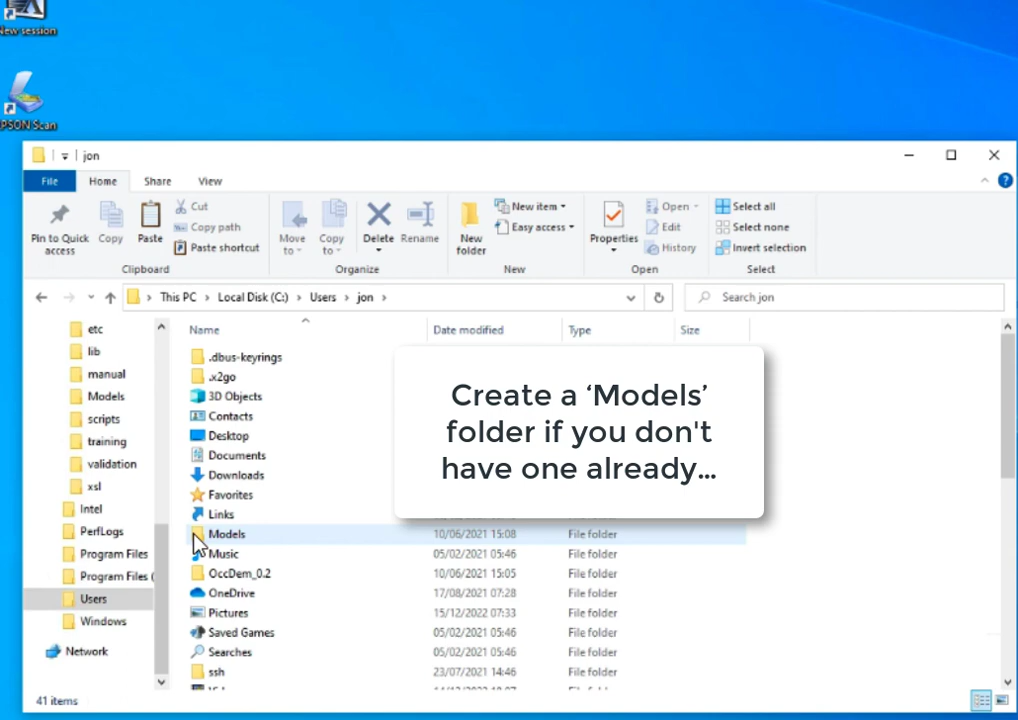 New session
PSON Scan
jon
File Home Share View
Pin to Quick access
Copy
Paste
Cut
Copy path
Paste shortcut
Clipboard
Move to
Copy to
Delete
Rename
Organize
New folder
New item
Easy access
New
Properties
Open
Edit
History
Open
Select all
Select none
Invert selection
Select
This PC Local Disk (C:) Users jon
Search jon
etc
lib
manual
Models
scripts
training
validation
xsl
Intel
PerfLogs
Program Files
Program Files (
Users
Windows
Network
Name Date modified Type Size
.dbus-keyrings
.x2go
3D Objects
Contacts
Desktop
Documents
Downloads
Favorites
Links
Models 10/06/2021 15:08 File folder
Music 05/02/2021 05:46 File folder
OccDem_0.2 10/06/2021 15:05 File folder
OneDrive 17/08/2021 07:28 File folder
Pictures 15/12/2022 07:33 File folder
Saved Games 05/02/2021 05:46 File folder
Searches 05/02/2021 05:46 File folder
ssh 23/07/2021 14:46 File folder
Create a ‘Models’
folder if you don't
have one already...
41 items